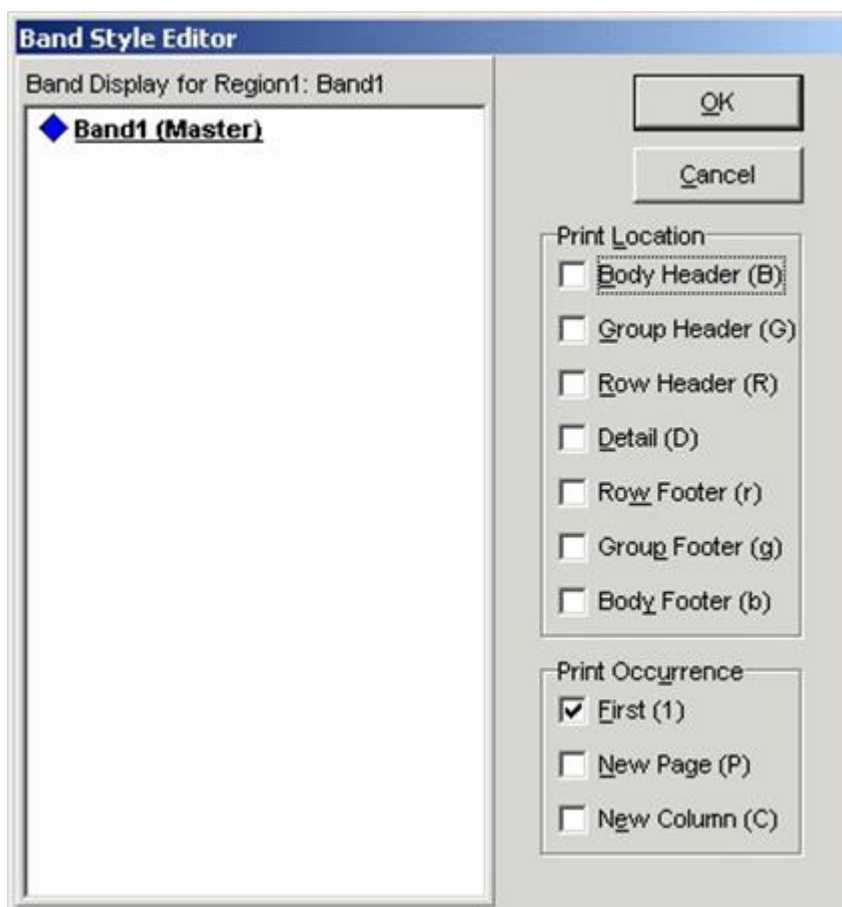 Band Style Editor
Band Display for Region1: Band1
Band1 (Master)
OK
Cancel
Print Location
Body Header (B)
Group Header (G)
Row Header (R)
Detail (D)
Row Footer (r)
Group Footer (g)
Body Footer (b)
Print Occurrence
First (1)
New Page (P)
New Column (C)